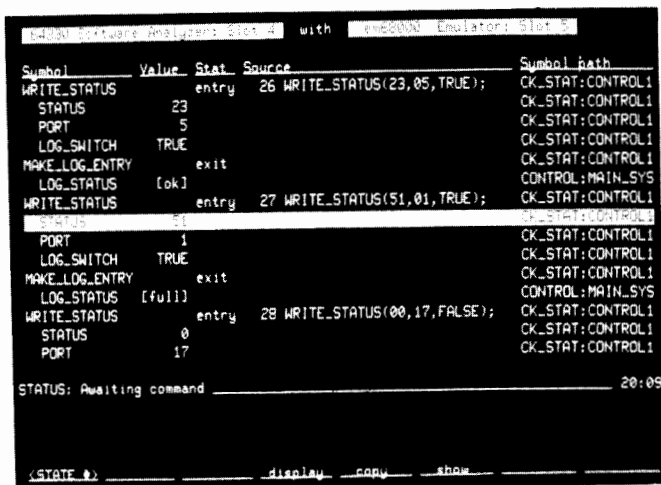 64330 Software Analyzer: Slot 4 with em68000 Emulator: Slot 5
Symbol Value Stat Source Symbol path
WRITE_STATUS entry 26 WRITE_STATUS(23,05,TRUE); CK_STAT:CONTROL1
STATUS 23 CK_STAT:CONTROL1
PORT 5 CK_STAT:CONTROL1
LOG_SWITCH TRUE CK_STAT:CONTROL1
MAKE_LOG_ENTRY exit CK_STAT:CONTROL1
LOG_STATUS [ok] CONTROL:MAIN_SYS
WRITE_STATUS entry 27 WRITE_STATUS(51,01,TRUE); CK_STAT:CONTROL1
STATUS 51 CK_STAT:CONTROL1
PORT 1 CK_STAT:CONTROL1
LOG_SWITCH TRUE CK_STAT:CONTROL1
MAKE_LOG_ENTRY exit CK_STAT:CONTROL1
LOG_STATUS [full] CONTROL:MAIN_SYS
WRITE_STATUS entry 28 WRITE_STATUS(00,17,FALSE); CK_STAT:CONTROL1
STATUS 0 CK_STAT:CONTROL1
PORT 17 CK_STAT:CONTROL1
STATUS: Awaiting command 20:09
<STATE #> display copy show